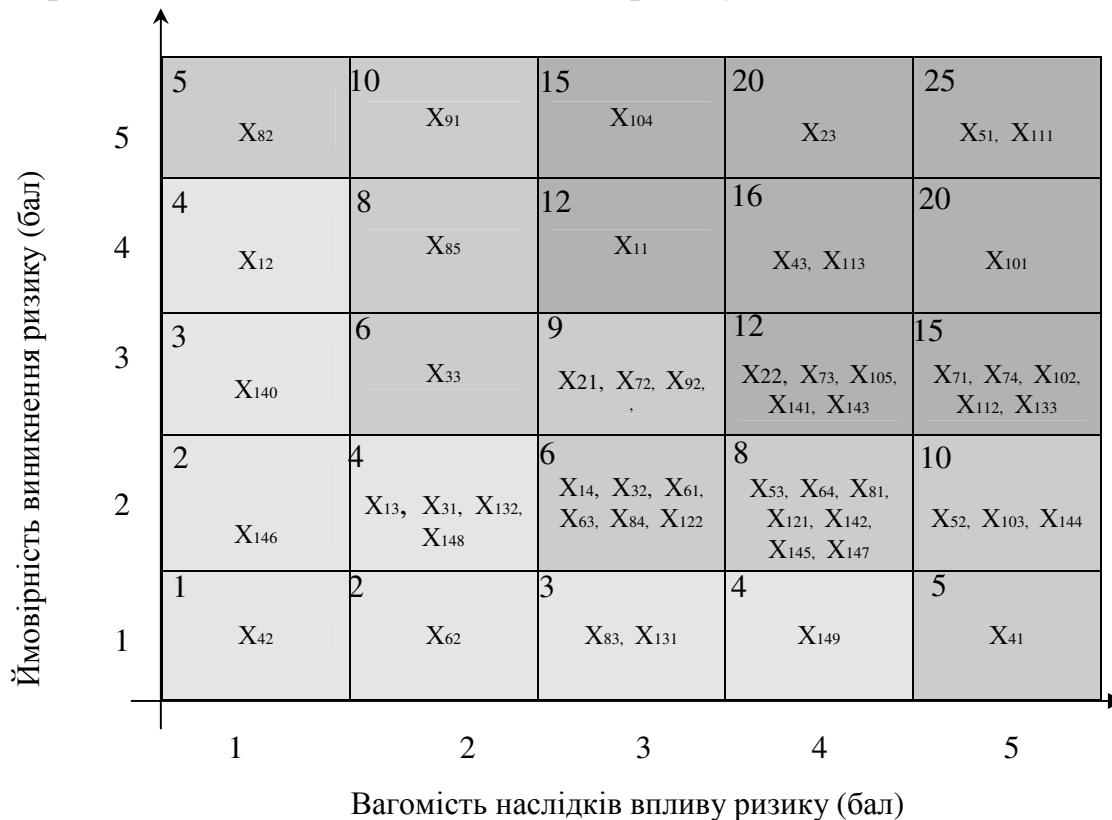 5 10 15 20 25
5 X82 X91 X104 X23 X51, X111
4 8 12 16 20
4 X12 X85 X11 X43, X113 X101
3 6 9 12 15
3 X140 X33 X21, X72, X92, X22, X73, X105, X71, X74, X102,
, X141, X143 X112, X133
2 4 6 8 10
2 X146 X13, X31, X132, X14, X32, X61, X53, X64, X81, X52, X103, X144
X148 X63, X84, X122 X121, X142,
X145, X147
1 2 3 4 5
1 X42 X62 X83, X131 X149 X41
1 2 3 4 5
Вагомість наслідків впливу ризику (бал)
Ймовірність виникнення ризику (бал)